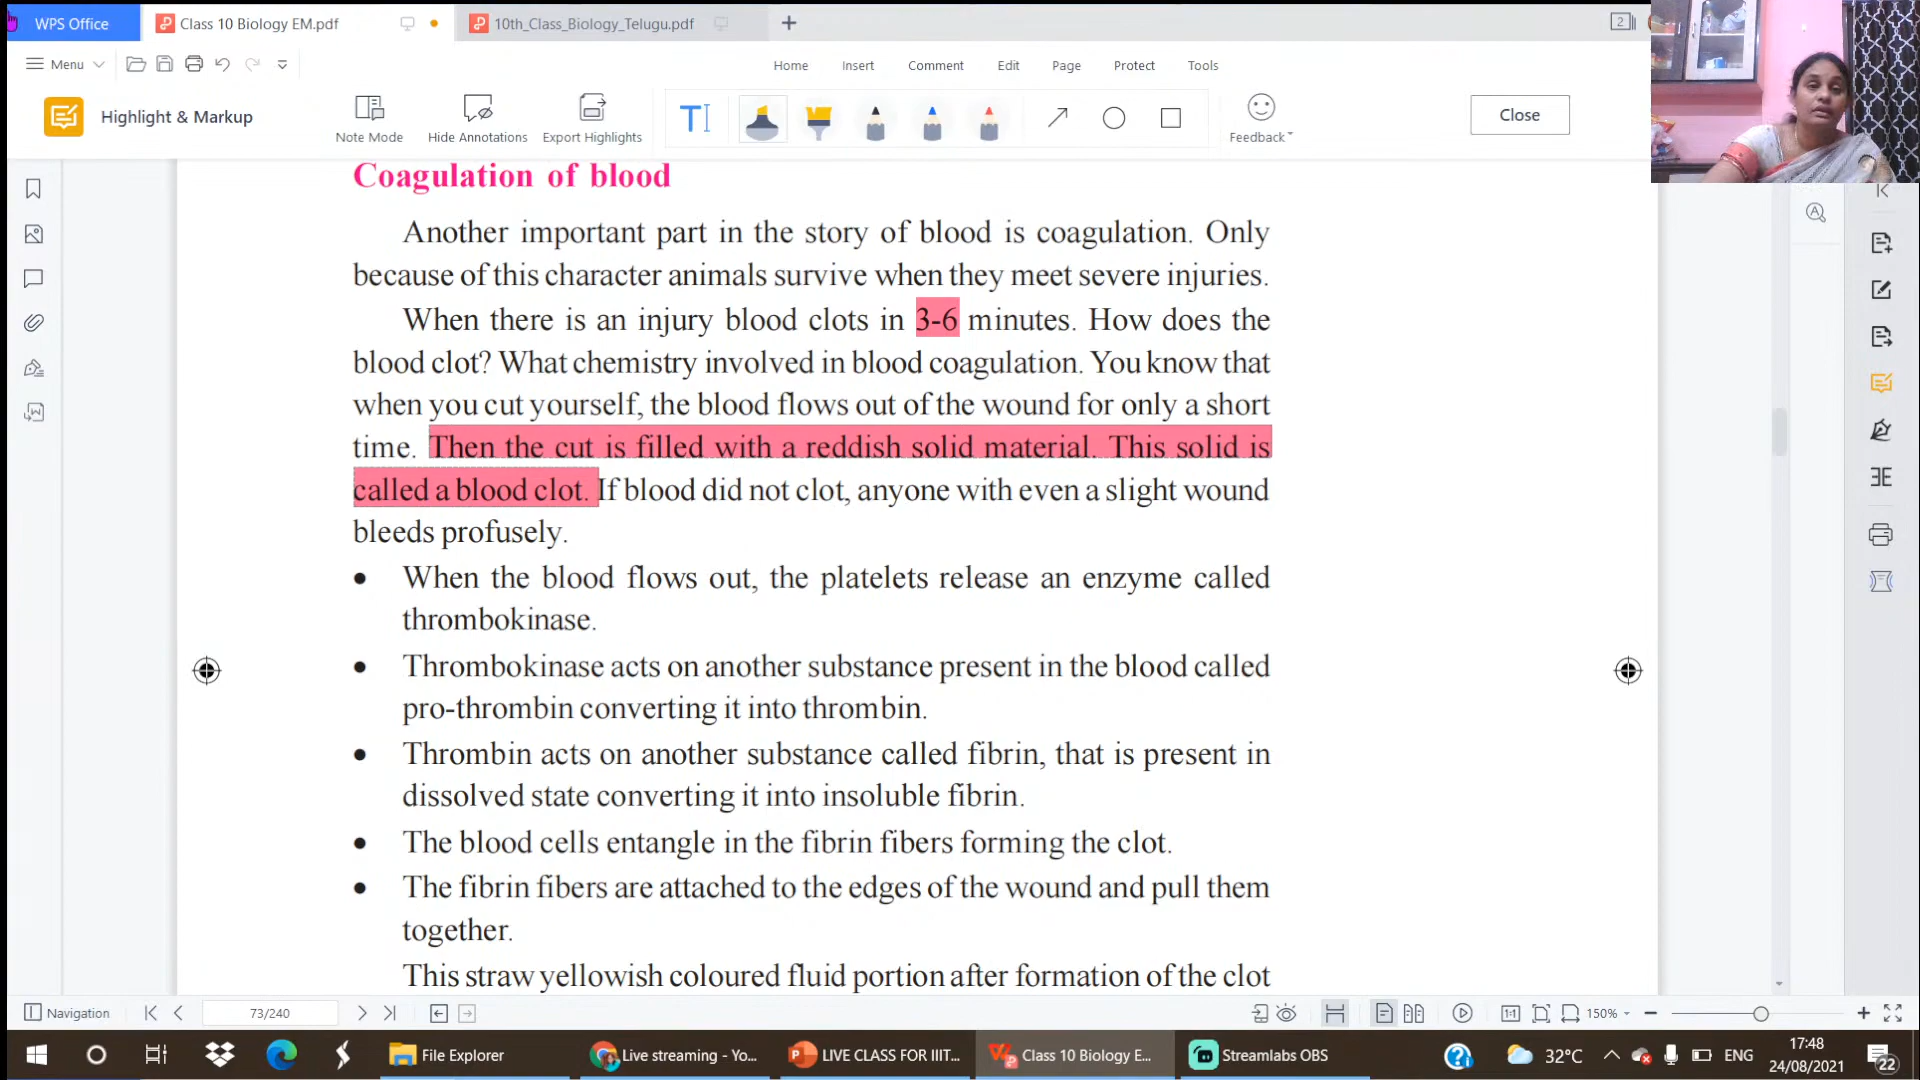 WPS Office
Class 10 Biology EM.pdf
10th_Class_Biology_Telugu.pdf
2
Menu
Home
Insert
Comment
Edit
Page
Protect
Tools
Highlight & Markup
Note Mode
Hide Annotations
Export Highlights
Feedback
Close
Coagulation of blood
Another important part in the story of blood is coagulation. Only
because of this character animals survive when they meet severe injuries.
When there is an injury blood clots in 3-6 minutes. How does the
blood clot? What chemistry involved in blood coagulation. You know that
when you cut yourself, the blood flows out of the wound for only a short
time. Then the cut is filled with a reddish solid material. This solid is
called a blood clot. If blood did not clot, anyone with even a slight wound
bleeds profusely.
• When the blood flows out, the platelets release an enzyme called
thrombokinase.
• Thrombokinase acts on another substance present in the blood called
pro-thrombin converting it into thrombin.
• Thrombin acts on another substance called fibrin, that is present in
dissolved state converting it into insoluble fibrin.
• The blood cells entangle in the fibrin fibers forming the clot.
• The fibrin fibers are attached to the edges of the wound and pull them
together.
This straw yellowish coloured fluid portion after formation of the clot
Navigation
73/240
1:1
150%
File Explorer
Live streaming - Yo...
LIVE CLASS FOR IIIT...
Class 10 Biology E...
Streamlabs OBS
32°C
ENG
17:48
24/08/2021
22